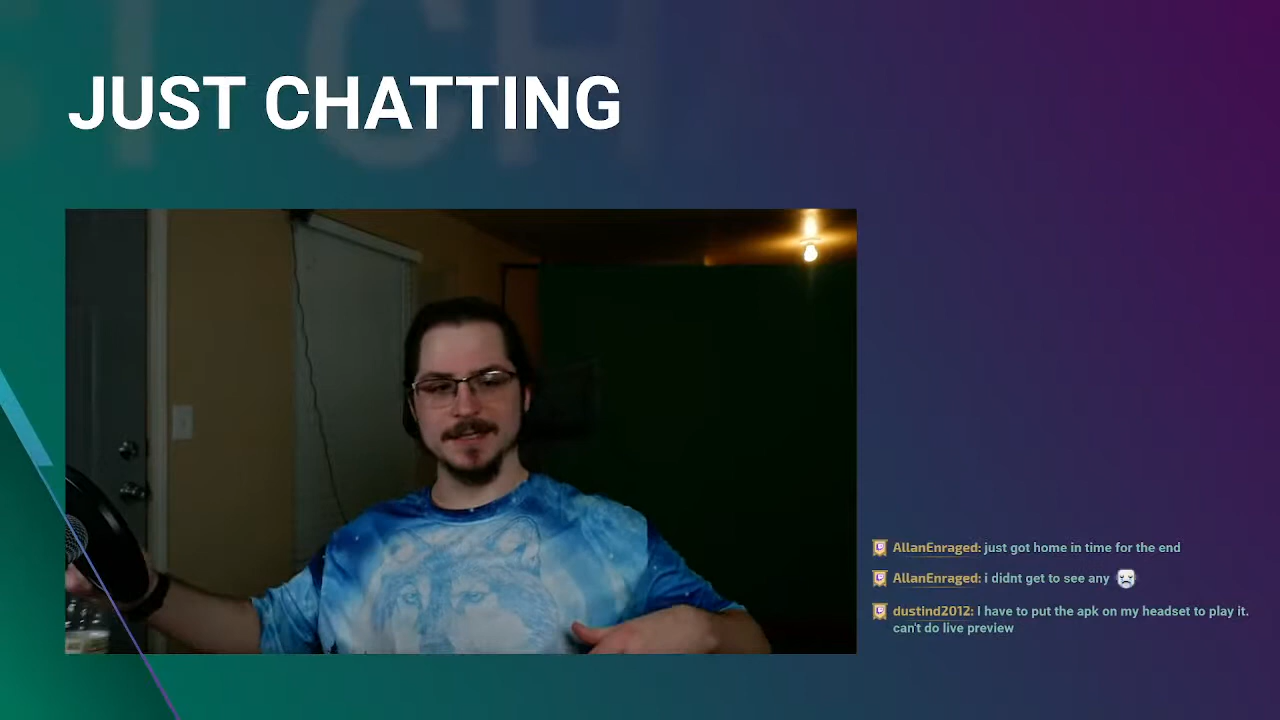 JUST CHATTING
AllanEnraged: just got home in time for the end
AllanEnraged: i didnt get to see any
dustind2012: I have to put the apk on my headset to play it.
can't do live preview